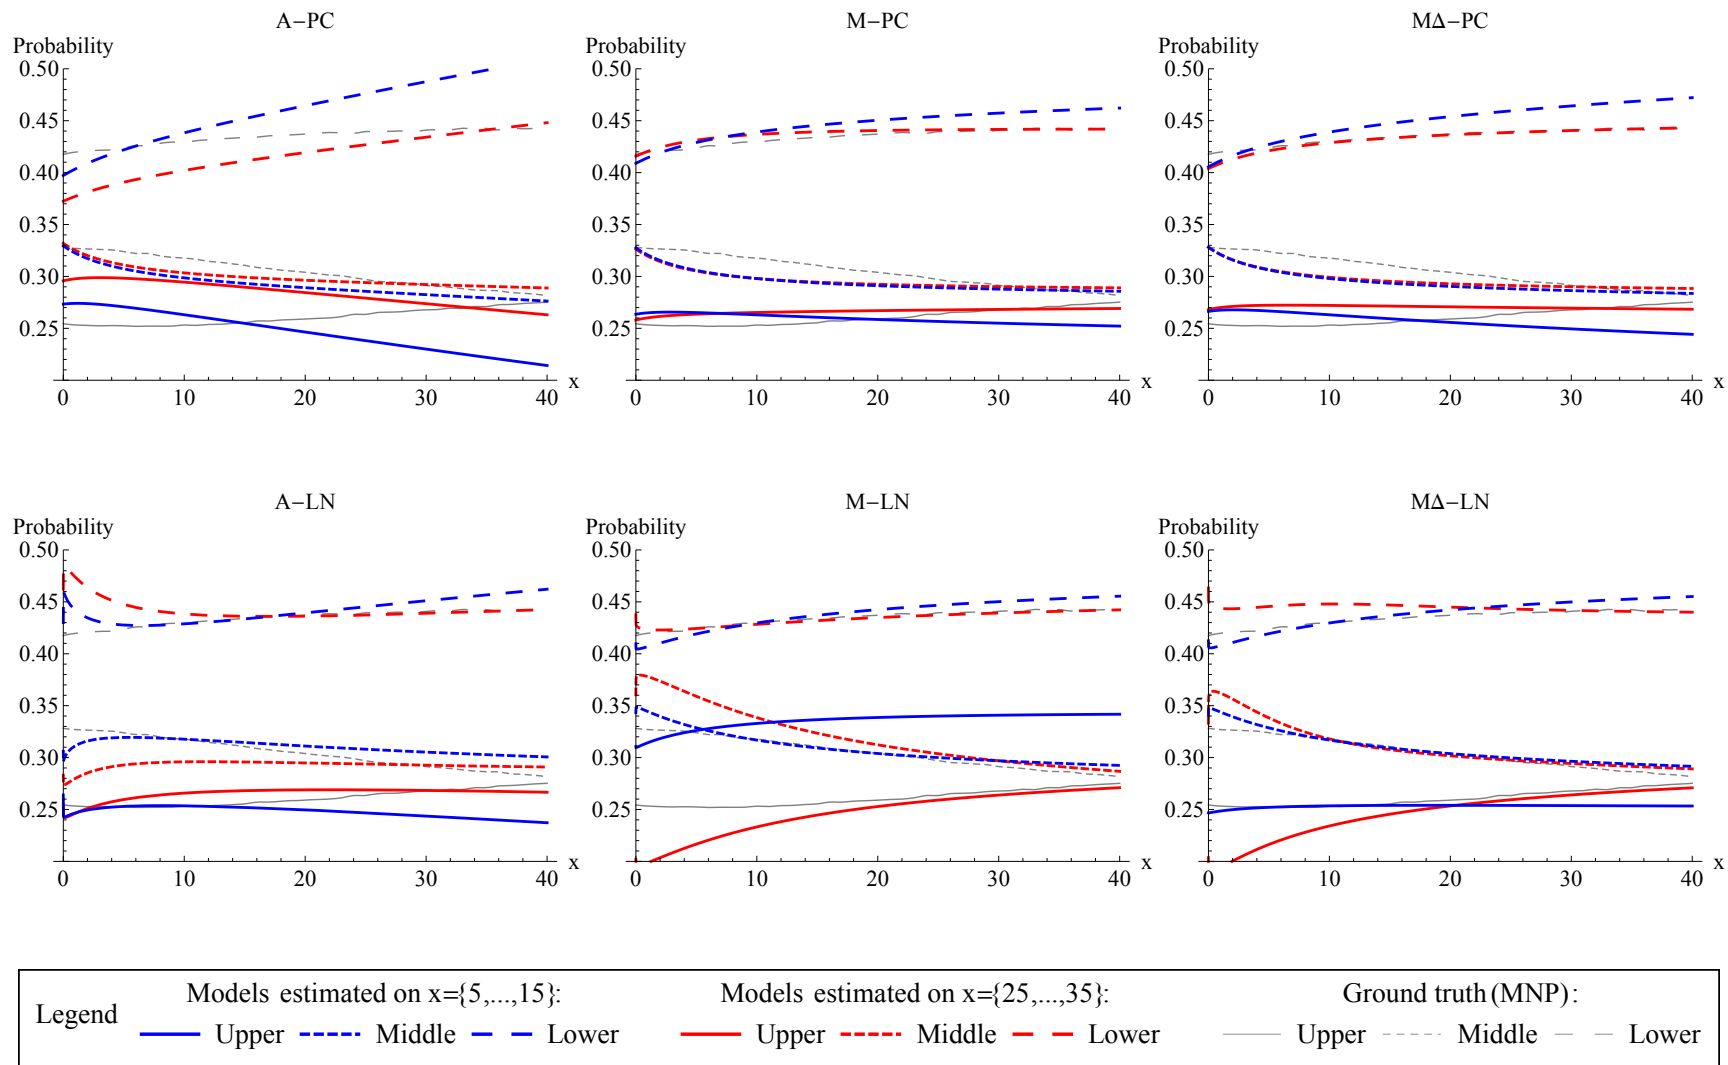 A−PC
M−PC
MΔ−PC
Probability
Probability
Probability
0.50
0.45
0.40
0.35
0.30
0.25
0
10
20
30
40
x
0.50
0.45
0.40
0.35
0.30
0.25
0
10
20
30
40
x
0.50
0.45
0.40
0.35
0.30
0.25
0
10
20
30
40
x
A−LN
M−LN
MΔ−LN
Probability
Probability
Probability
0.50
0.45
0.40
0.35
0.30
0.25
0
10
20
30
40
x
0.50
0.45
0.40
0.35
0.30
0.25
0
10
20
30
40
x
0.50
0.45
0.40
0.35
0.30
0.25
0
10
20
30
40
x
Legend
Models estimated on x={5,...,15}:
Upper
Middle
Lower
Models estimated on x={25,...,35}:
Upper
Middle
Lower
Ground truth (MNP):
Upper
Middle
Lower